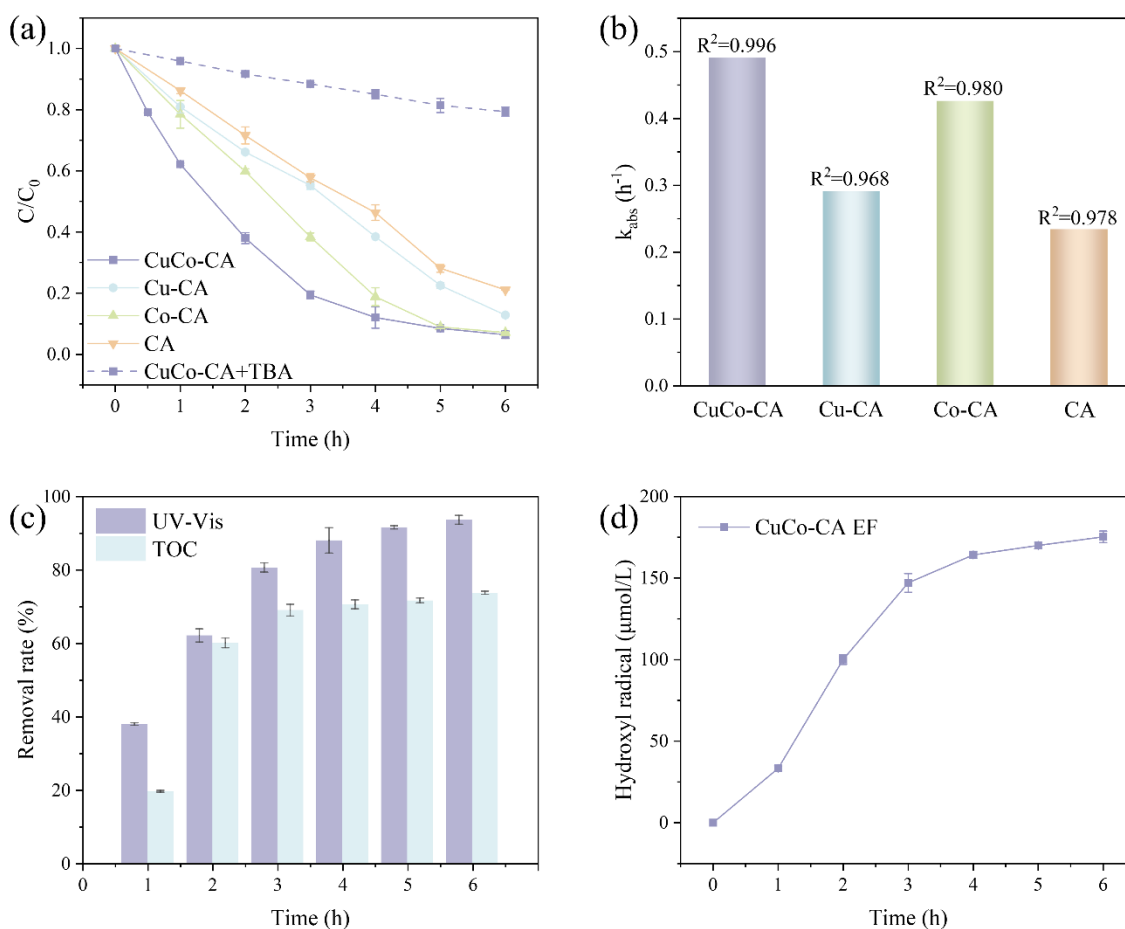 (a)
1.0
0.8
0.6
0.4
0.2
0.0
C/C₀
CuCo-CA
Cu-CA
Co-CA
CA
CuCo-CA+TBA
0 1 2 3 4 5 6
Time (h)
(b)
0.5
0.4
0.3
0.2
0.1
0.0
k_abs (h⁻¹)
R²=0.996
R²=0.968
R²=0.980
R²=0.978
CuCo-CA Cu-CA Co-CA CA
(c)
100
80
60
40
20
0
Removal rate (%)
UV-Vis
TOC
0 1 2 3 4 5 6
Time (h)
(d)
200
150
100
50
0
Hydroxyl radical (μmol/L)
CuCo-CA EF
0 1 2 3 4 5 6
Time (h)